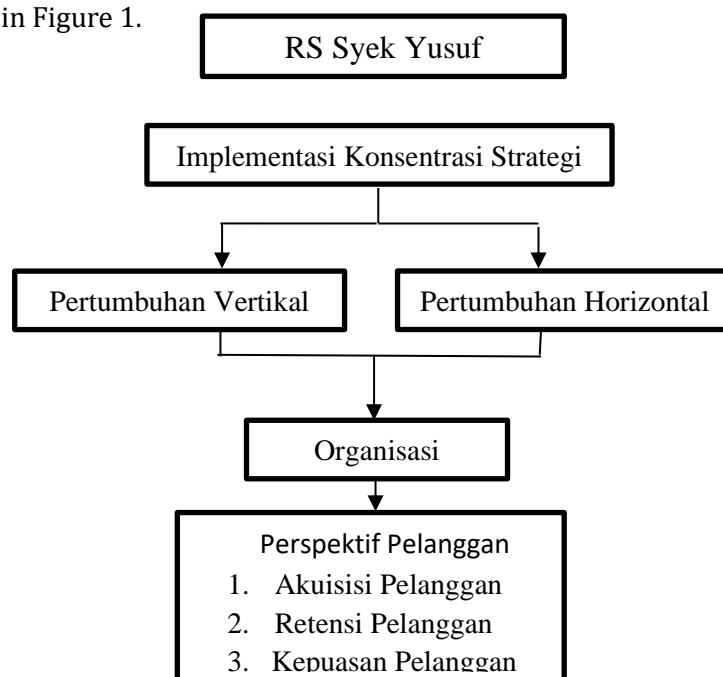 in Figure 1.
RS Syek Yusuf
Implementasi Konsentrasi Strategi
Pertumbuhan Vertikal
Pertumbuhan Horizontal
Organisasi
Perspektif Pelanggan
1. Akuisisi Pelanggan
2. Retensi Pelanggan
3. Kepuasan Pelanggan